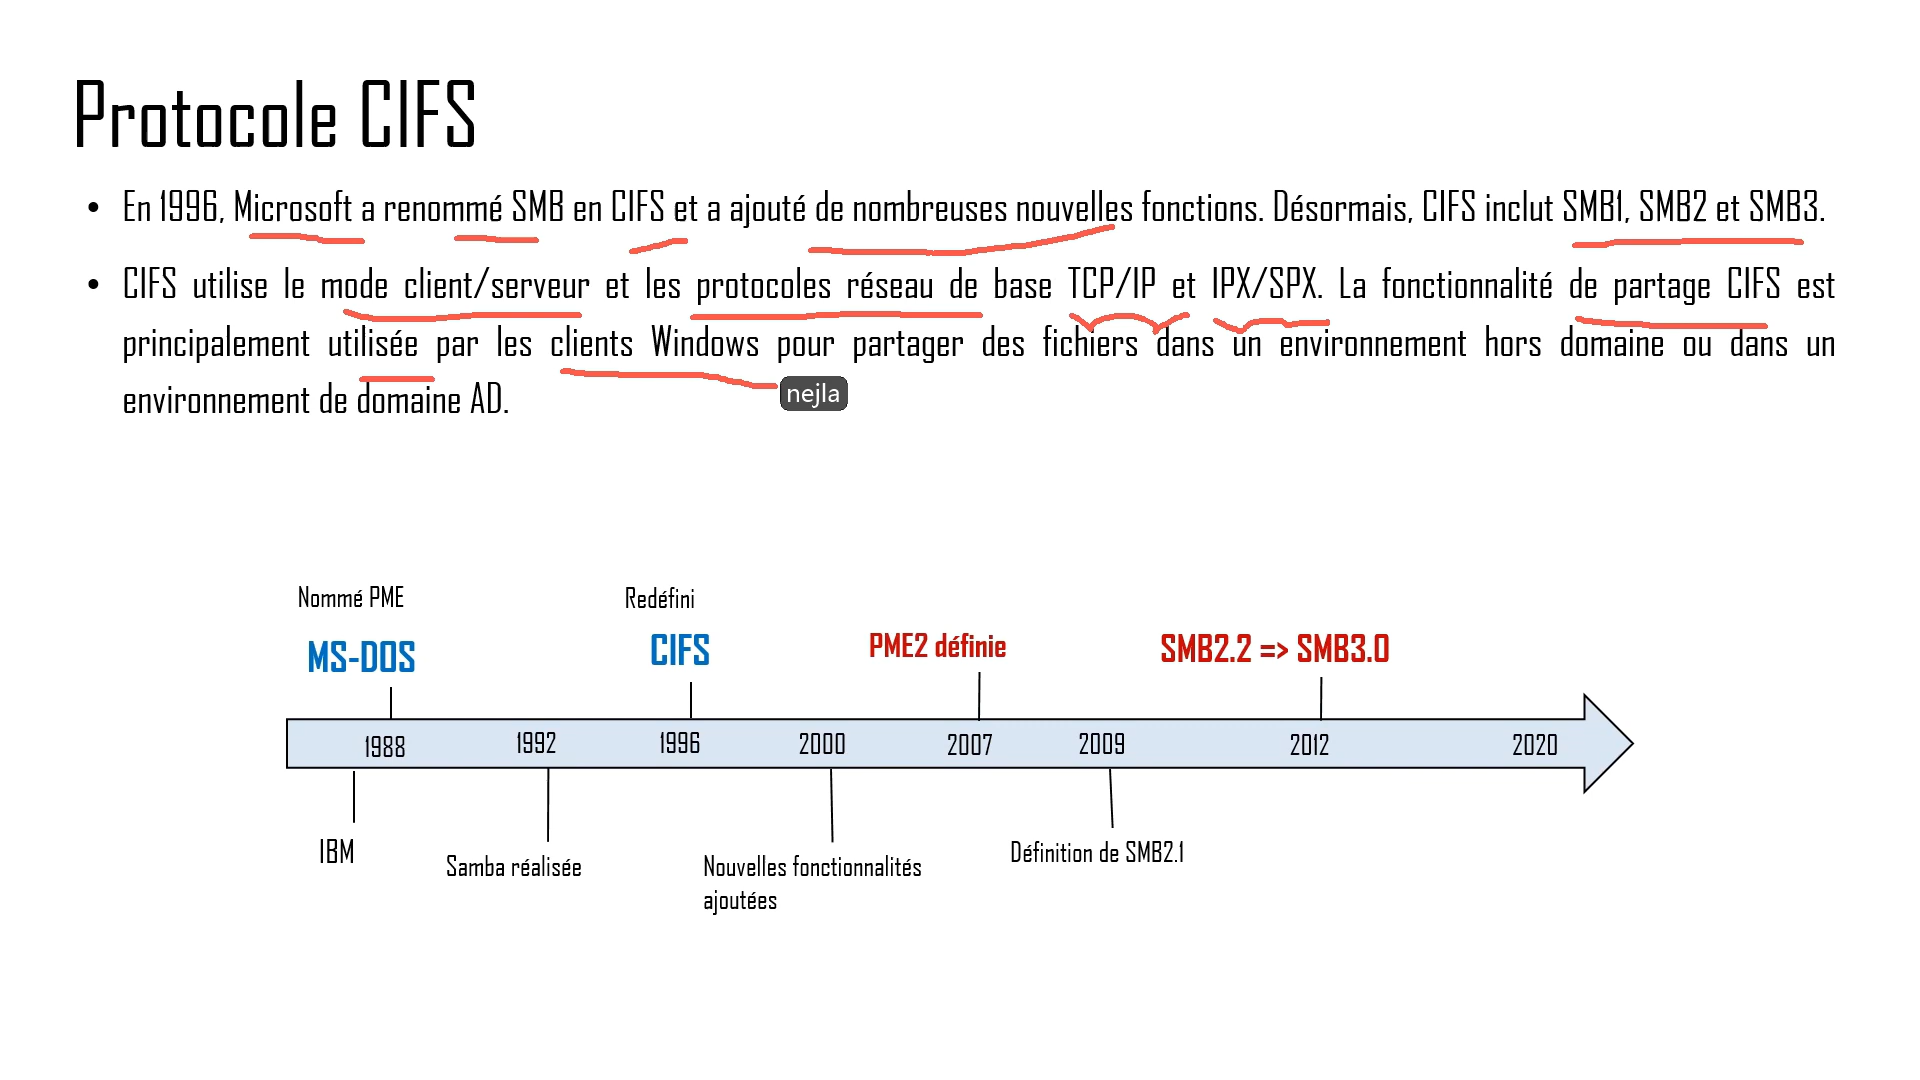 Protocole CIFS
• En 1996, Microsoft a renommé SMB en CIFS et a ajouté de nombreuses nouvelles fonctions. Désormais, CIFS inclut SMB1, SMB2 et SMB3.
• CIFS utilise le mode client/serveur et les protocoles réseau de base TCP/IP et IPX/SPX. La fonctionnalité de partage CIFS est
principalement utilisée par les clients Windows pour partager des fichiers dans un environnement hors domaine ou dans un
environnement de domaine AD.
nejla
Nommé PME
Redéfini
MS-DOS
CIFS
PME2 définie
SMB2.2 => SMB3.0
1988
1992
1996
2000
2007
2009
2012
2020
IBM
Samba réalisée
Nouvelles fonctionnalités
ajoutées
Définition de SMB2.1